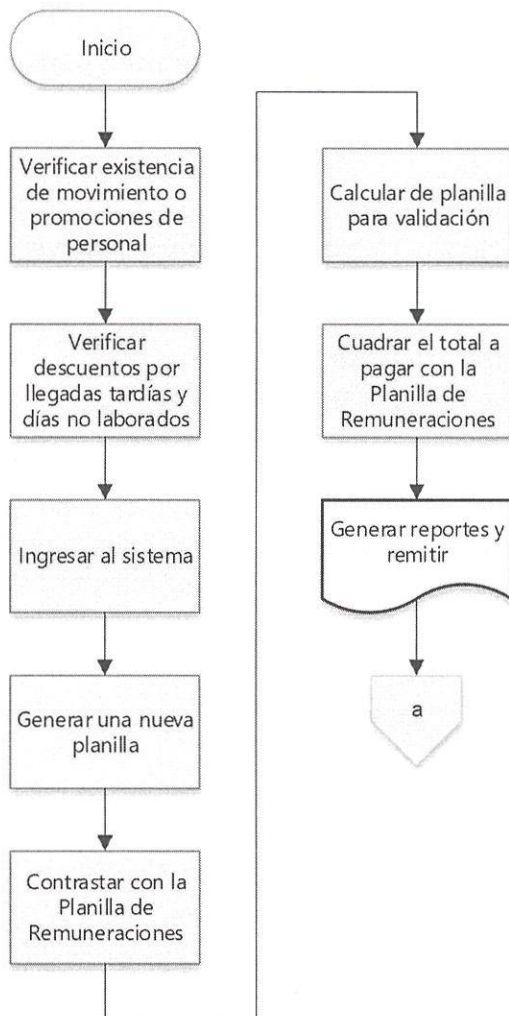 Inicio
Verificar existencia
de movimiento o
promociones de
personal
Verificar
descuentos por
llegadas tardías y
días no laborados
Ingresar al sistema
Generar una nueva
planilla
Contrastar con la
Planilla de
Remuneraciones
Calcular de planilla
para validación
Cuadrar el total a
pagar con la
Planilla de
Remuneraciones
Generar reportes y
remitir
a